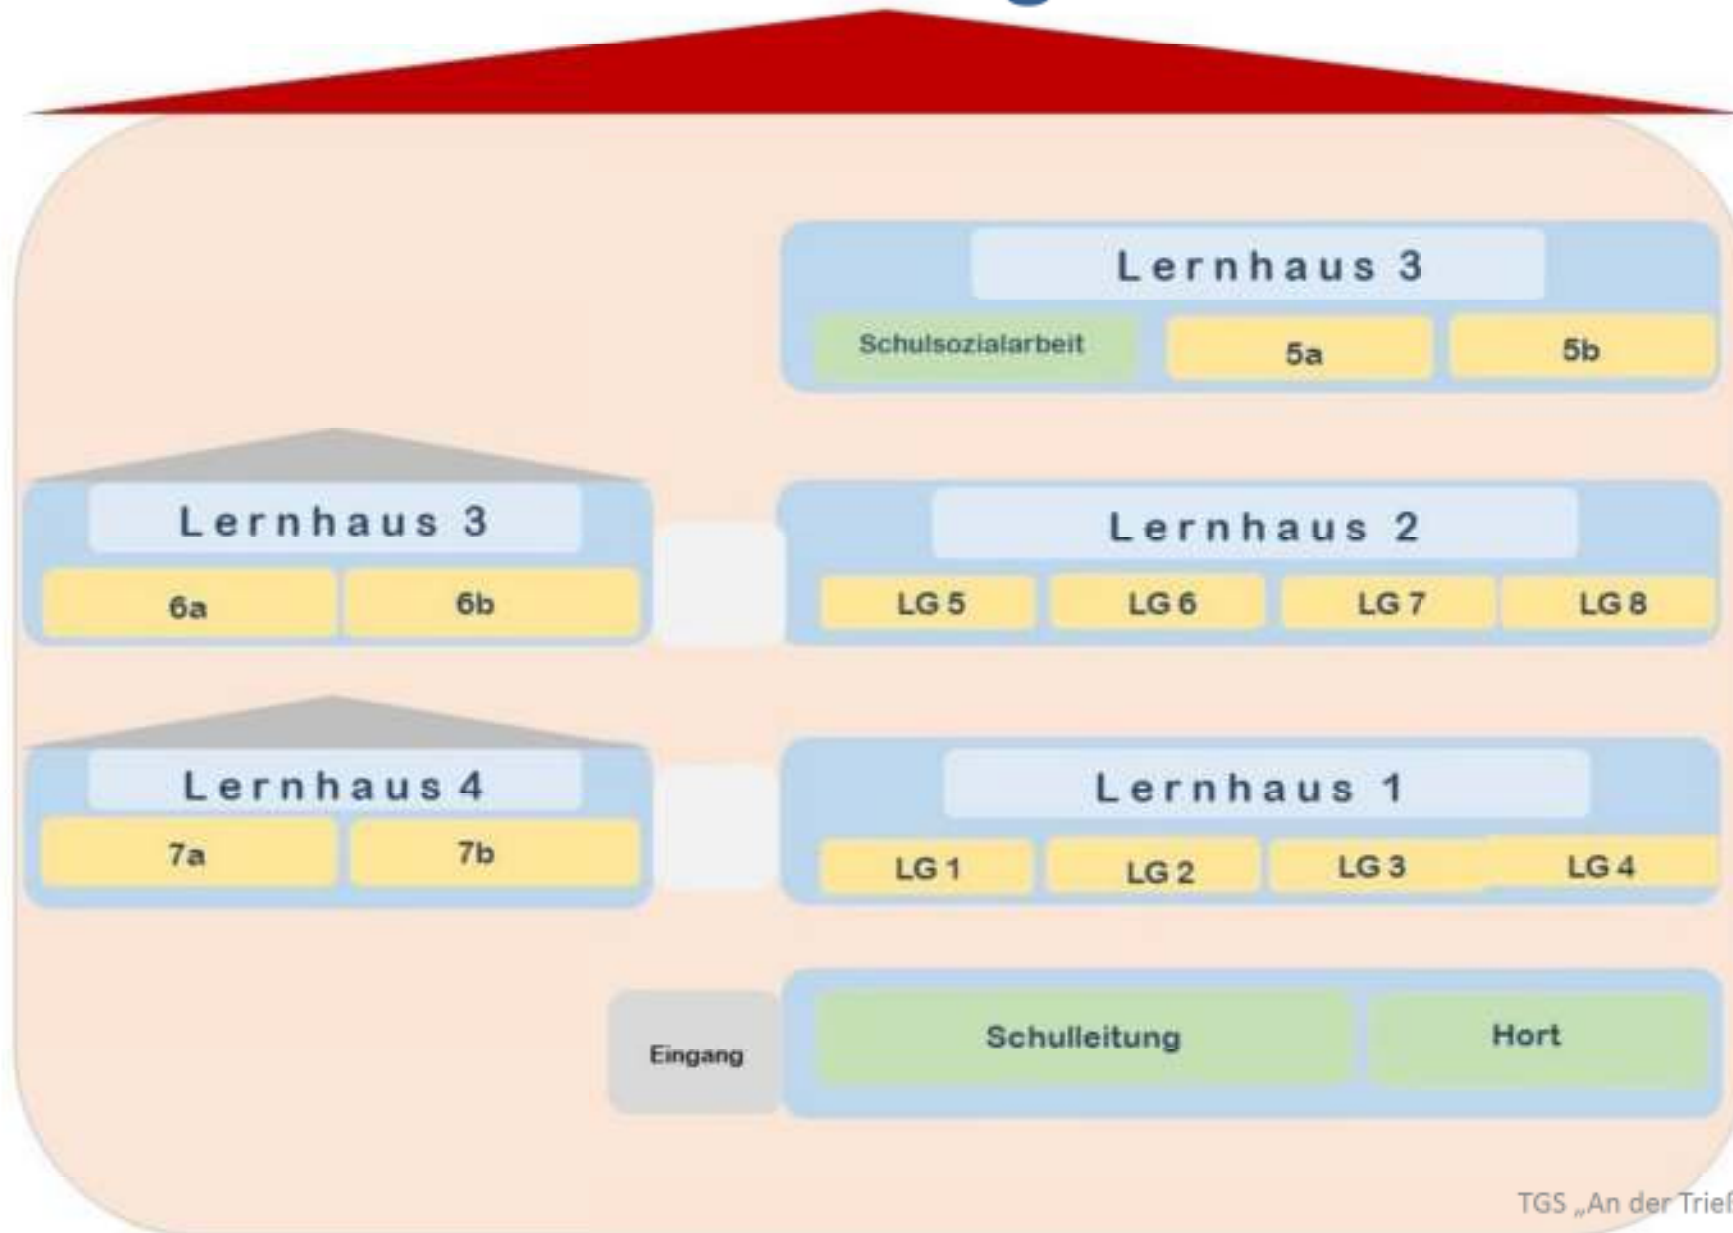 Lernhaus 3
Schulsozialarbeit 5a 5b
Lernhaus 3
6a 6b
Lernhaus 2
LG 5 LG 6 LG 7 LG 8
Lernhaus 4
7a 7b
Lernhaus 1
LG 1 LG 2 LG 3 LG 4
Eingang
Schulleitung Hort
TGS „An der